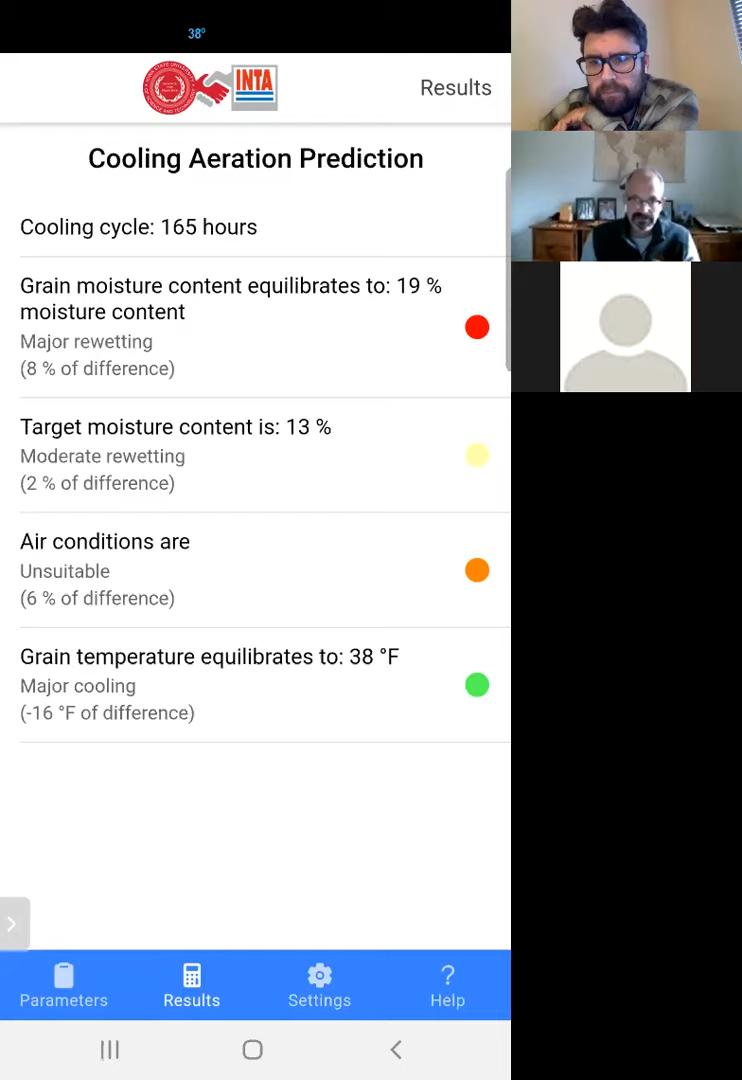 38°
INTA
Results
Cooling Aeration Prediction
Cooling cycle: 165 hours
Grain moisture content equilibrates to: 19 %
moisture content
Major rewetting
(8 % of difference)
Target moisture content is: 13 %
Moderate rewetting
(2 % of difference)
Air conditions are
Unsuitable
(6 % of difference)
Grain temperature equilibrates to: 38 °F
Major cooling
(-16 °F of difference)
Parameters
Results
Settings
Help